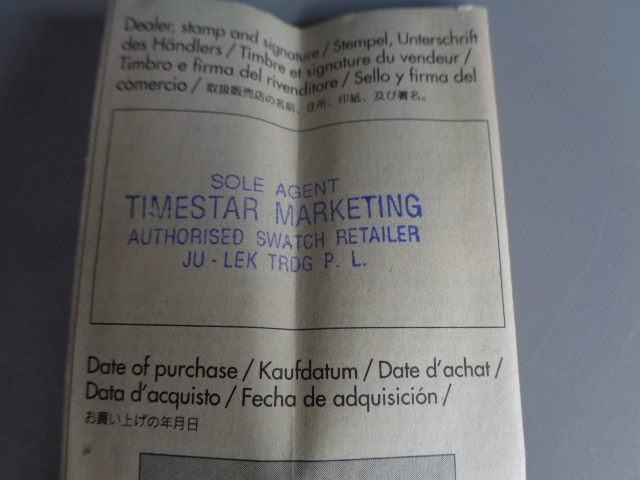 Dealer, stamp and signature / Stempel, Unterschrift
des Händlers / Timbre et signature du vendeur /
Timbro e firma del rivenditore / Sello y firma del
comercio / 取扱販売店の名前、住所、印紙、及び署名。
SOLE AGENT
TIMESTAR MARKETING
AUTHORISED SWATCH RETAILER
JU - LEK TRDG P. L.
Date of purchase / Kaufdatum / Date d'achat /
Data d'acquisto / Fecha de adquisición /
お買い上げの年月日